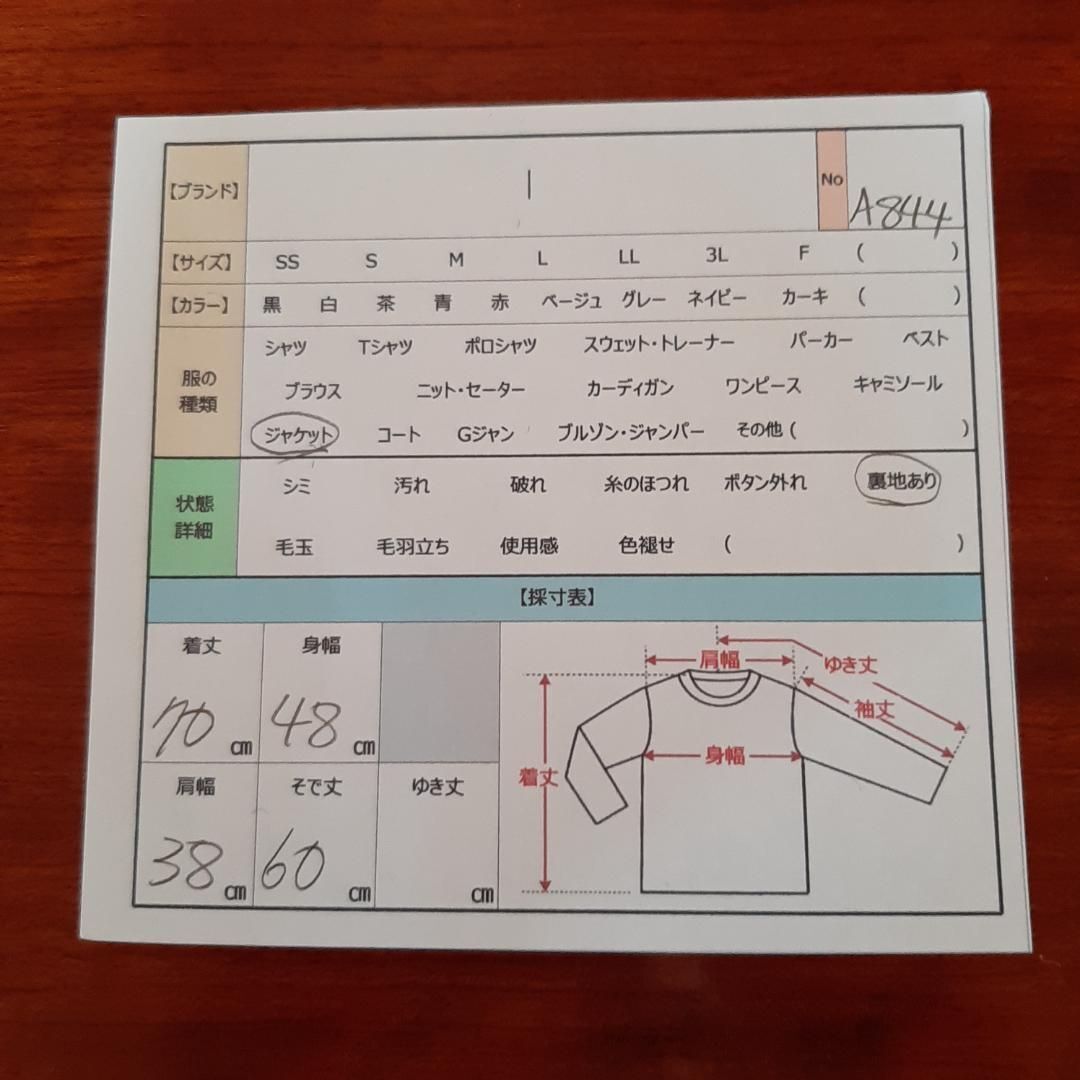 【ブランド】 | No A844
【サイズ】 SS S M L LL 3L F ( )
【カラー】 黒 白 茶 青 赤 ベージュ グレー ネイビー カーキ ( )
服の種類
シャツ Tシャツ ポロシャツ スウェット・トレーナー パーカー ベスト
ブラウス ニット・セーター カーディガン ワンピース キャミソール
ジャケット コート Gジャン ブルゾン・ジャンパー その他 ( )
状態詳細
シミ 汚れ 破れ 糸のほつれ ボタン外れ 裏地あり
毛玉 毛羽立ち 使用感 色褪せ ( )
【採寸表】
着丈 身幅
70 cm 48 cm
肩幅 そで丈 ゆき丈
38 cm 60 cm cm
肩幅 ゆき丈
袖丈
身幅
着丈